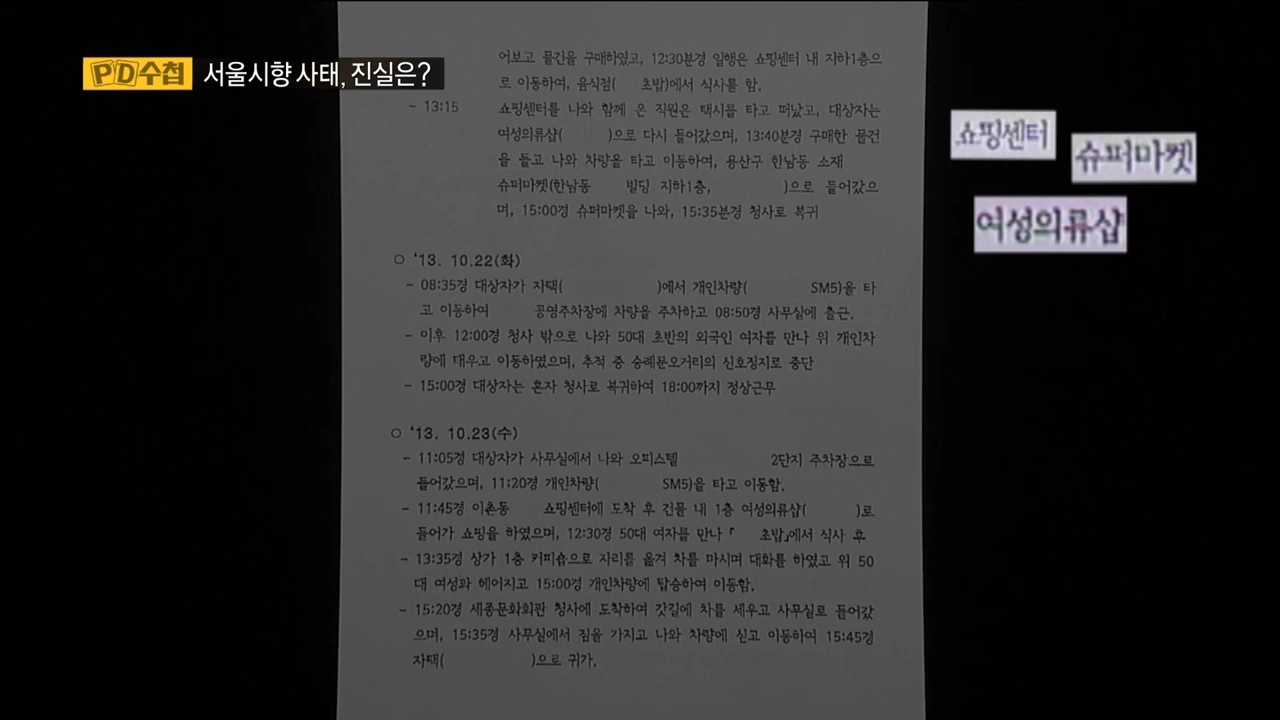 PD수첩 서울시향 사태, 진실은?
어보고 물건을 구매하였고, 12:30분경 일행은 쇼핑센터 내 지하1층으
로 이동하여, 음식점( 초밥)에서 식사를 함.
- 13:15 쇼핑센터를 나와 함께 온 직원은 택시를 타고 떠났고, 대상자는
여성의류샵( )으로 다시 들어갔으며, 13:40분경 구매한 물건
을 들고 나와 차량을 타고 이동하여, 용산구 한남동 소재
슈퍼마켓(한남동 빌딩 지하1층, )으로 들어갔으
며, 15:00경 슈퍼마켓을 나와, 15:35분경 청사로 복귀
○ '13. 10.22(화)
- 08:35경 대상자가 자택( )에서 개인차량( SM5)을 타
고 이동하여 공영주차장에 차량을 주차하고 08:50경 사무실에 출근.
- 이후 12:00경 청사 밖으로 나와 50대 초반의 외국인 여자를 만나 위 개인차
량에 태우고 이동하였으며, 추적 중 숭례문오거리의 신호정지로 중단
- 15:00경 대상자는 혼자 청사로 복귀하여 18:00까지 정상근무
○ '13. 10.23(수)
- 11:05경 대상자가 사무실에서 나와 오피스텔 2단지 주차장으로
들어갔으며, 11:20경 개인차량( SM5)을 타고 이동함.
- 11:45경 이촌동 쇼핑센터에 도착 후 건물 내 1층 여성의류샵( )로
들어가 쇼핑을 하였으며, 12:30경 50대 여자를 만나 「 초밥」에서 식사 후
- 13:35경 상가 1층 커피숍으로 자리를 옮겨 차를 마시며 대화를 하였고 위 50
대 여성과 헤어지고 15:00경 개인차량에 탑승하여 이동함.
- 15:20경 세종문화회관 청사에 도착하여 갓길에 차를 세우고 사무실로 들어갔
으며, 15:35경 사무실에서 짐을 가지고 나와 차량에 싣고 이동하여 15:45경
자택( )으로 귀가.
쇼핑센터
슈퍼마켓
여성의류샵